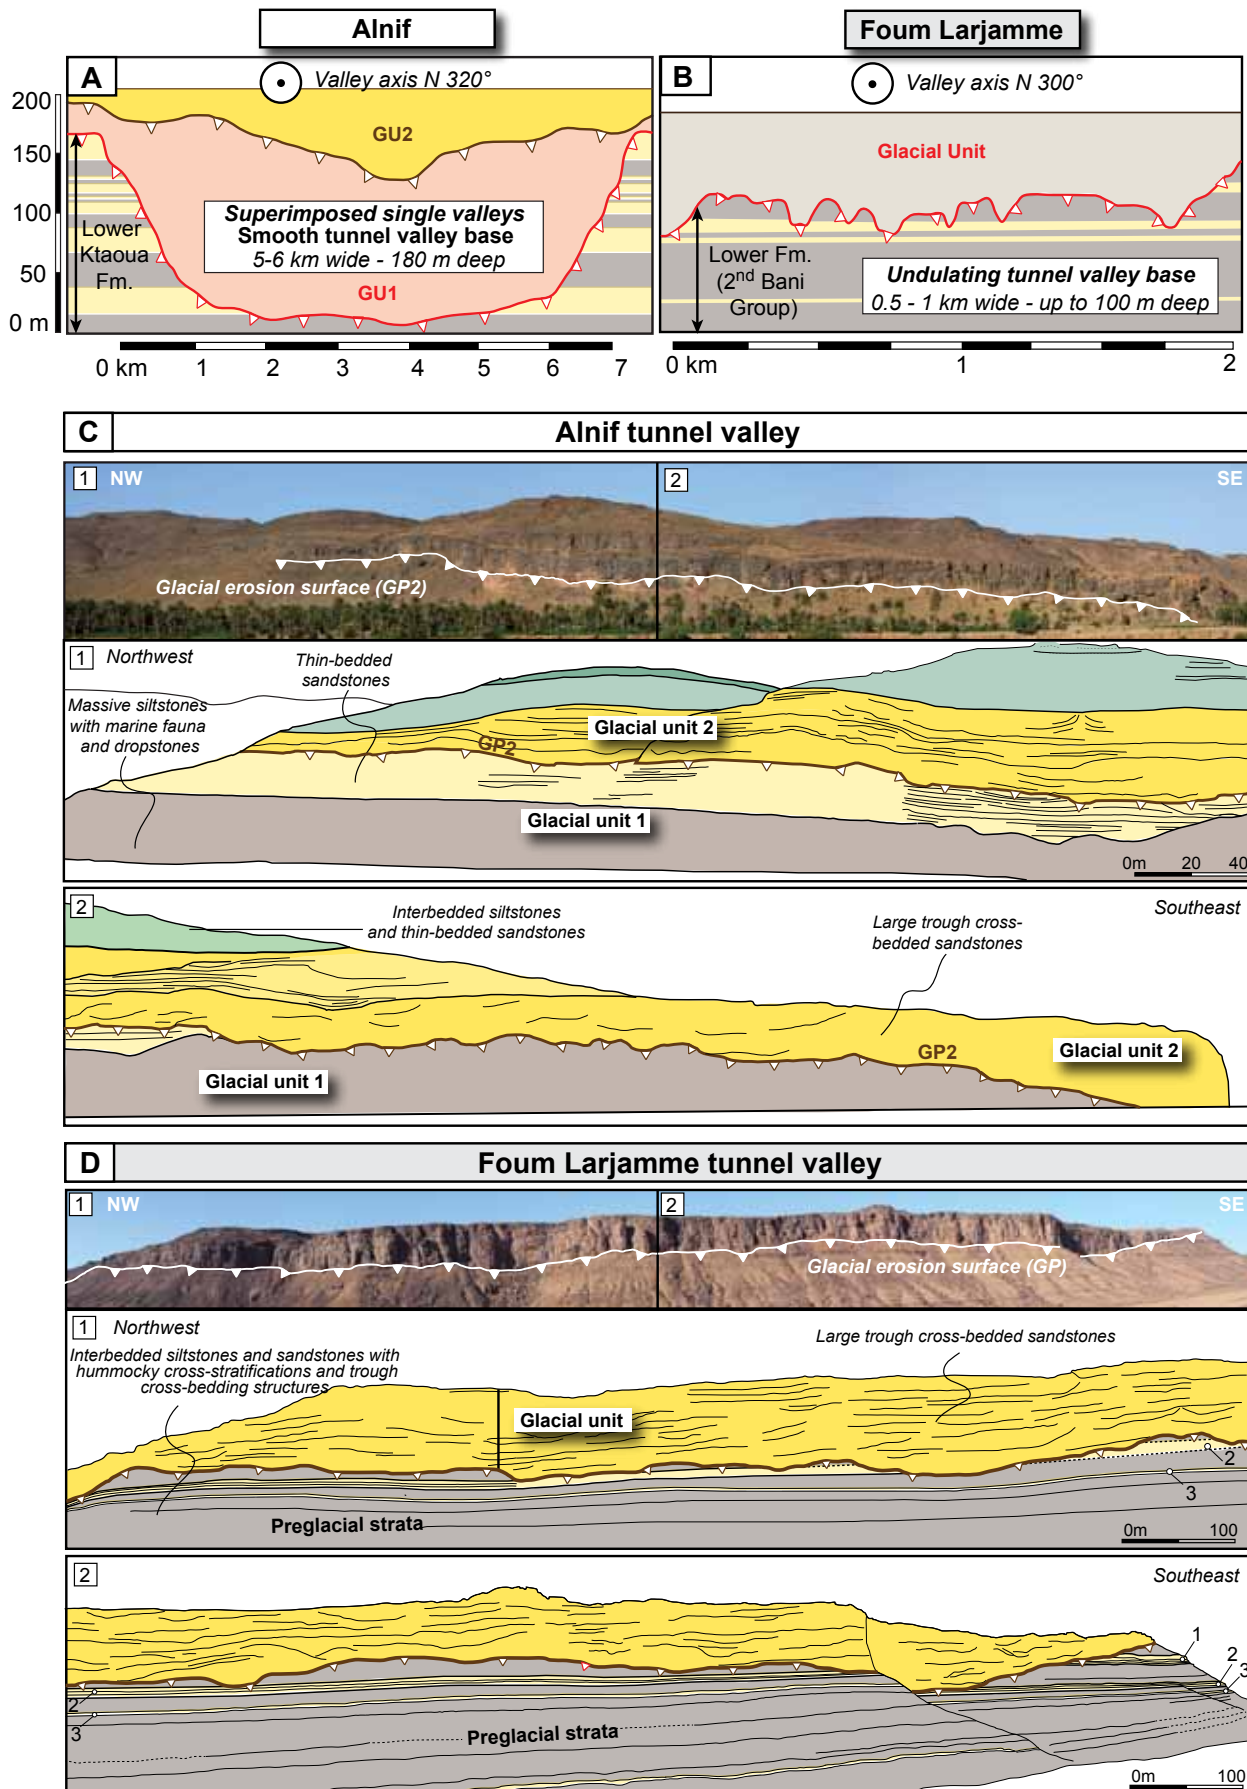 Alnif
Foum Larjamme
A
Valley axis N 320°
B
Valley axis N 300°
200
150
100
50
0 m
GU2
Lower
Ktaoua
Fm.
Superimposed single valleys
Smooth tunnel valley base
5-6 km wide - 180 m deep
GU1
Glacial Unit
Lower Fm.
(2nd Bani
Group)
Undulating tunnel valley base
0.5 - 1 km wide - up to 100 m deep
0 km 1 2 3 4 5 6 7
0 km 1 2
C
Alnif tunnel valley
1 NW
2
SE
Glacial erosion surface (GP2)
1 Northwest
Thin-bedded
sandstones
Massive siltstones
with marine fauna
and dropstones
GP2
Glacial unit 2
Glacial unit 1
0m 20 40
2
Interbedded siltstones
and thin-bedded sandstones
Large trough cross-
bedded sandstones
Southeast
GP2
Glacial unit 2
Glacial unit 1
D
Foum Larjamme tunnel valley
1 NW
2
SE
Glacial erosion surface (GP)
1 Northwest
Interbedded siltstones and sandstones with
hummocky cross-stratifications and trough
cross-bedding structures
Large trough cross-bedded sandstones
Glacial unit
2
3
Preglacial strata
0m 100
2
Southeast
1
2
3
2
3
Preglacial strata
0m 100